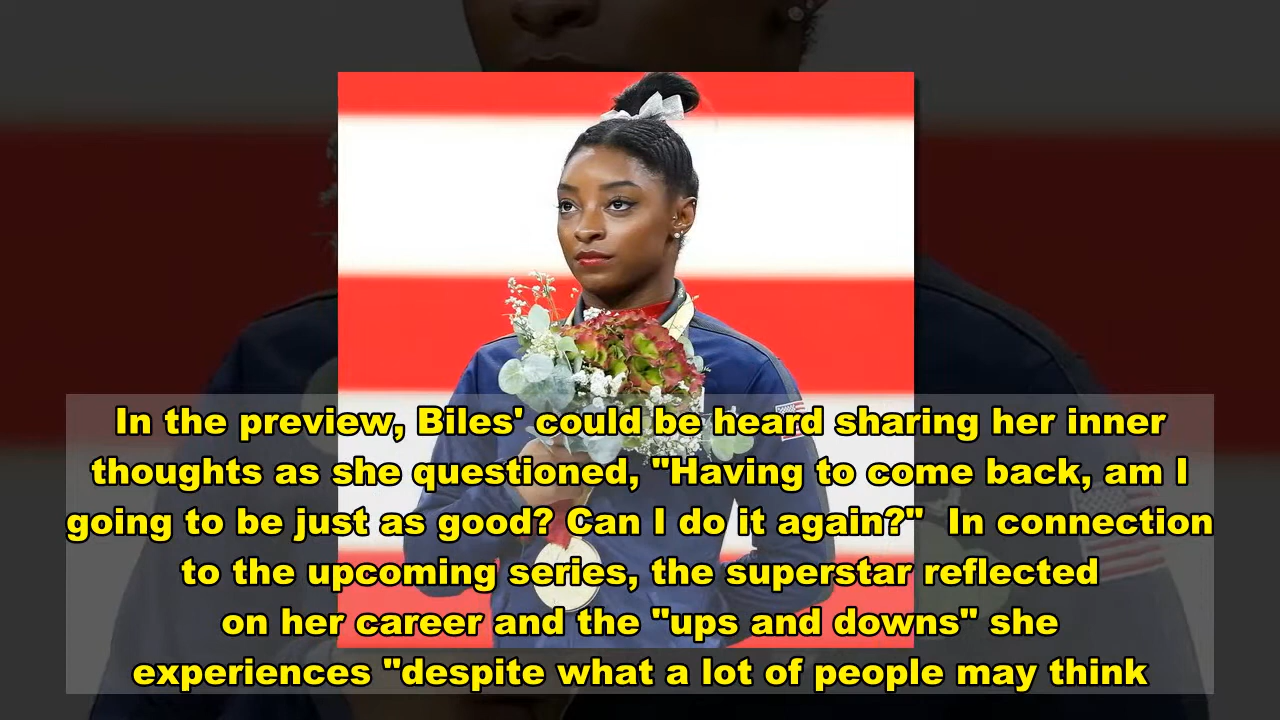 In the preview, Biles' could be heard sharing her inner
thoughts as she questioned, "Having to come back, am I
going to be just as good? Can I do it again?"  In connection
to the upcoming series, the superstar reflected
on her career and the "ups and downs" she
experiences "despite what a lot of people may think